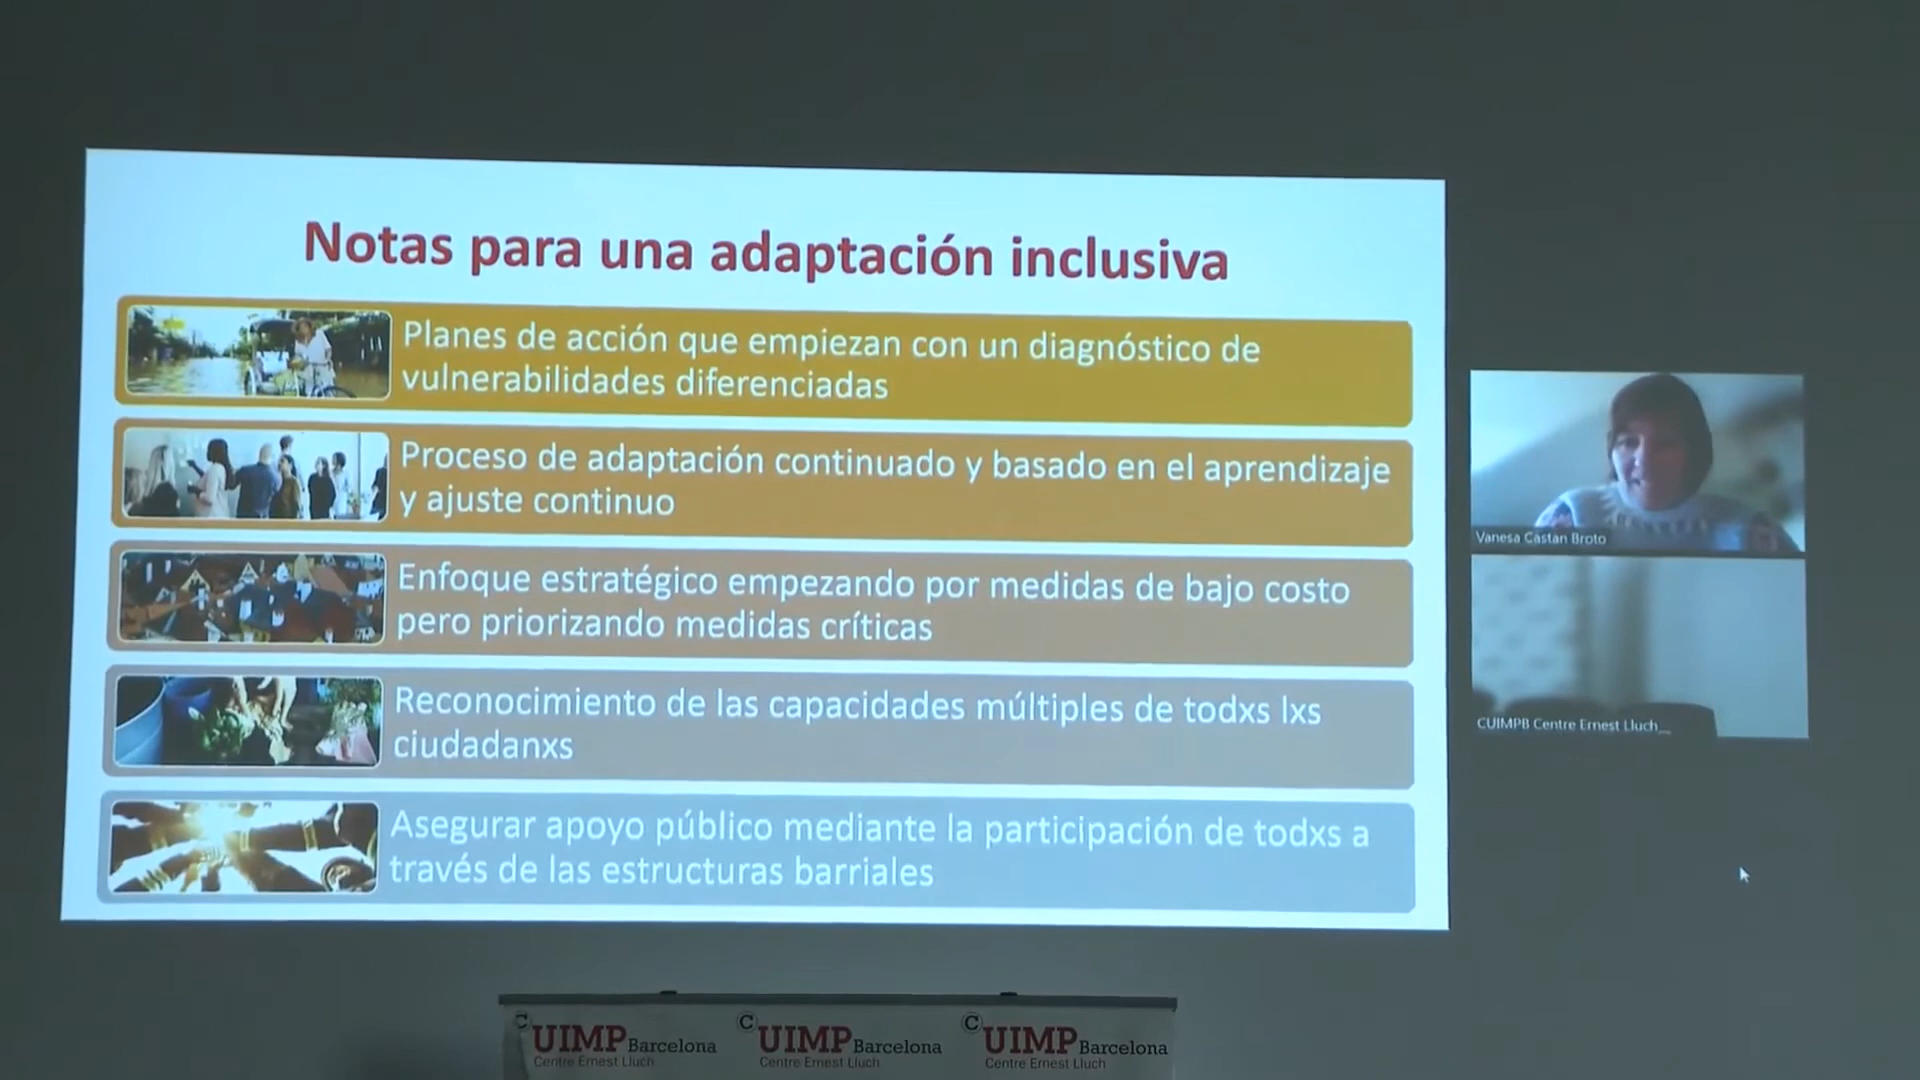 Notas para una adaptación inclusiva
Planes de acción que empiezan con un diagnóstico de
vulnerabilidades diferenciadas
Proceso de adaptación continuado y basado en el aprendizaje
y ajuste continuo
Enfoque estratégico empezando por medidas de bajo costo
pero priorizando medidas críticas
Reconocimiento de las capacidades múltiples de todxs lxs
ciudadanxs
Asegurar apoyo público mediante la participación de todxs a
través de las estructuras barriales
Vanesa Castan Broto
CUIMPB Centre Ernest Lluch_
CUIMP Barcelona
Centre Ernest Lluch
CUIMP Barcelona
Centre Ernest Lluch
CUIMP Barcelona
Centre Ernest Lluch